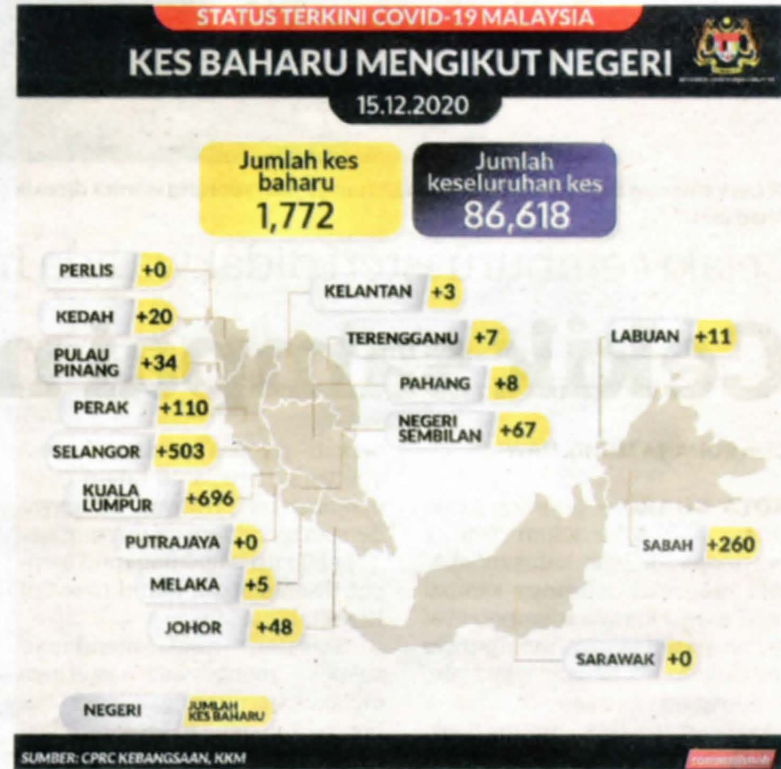 STATUS TERKINI COVID-19 MALAYSIA
KES BAHARU MENGIKUT NEGERI
15.12.2020
Jumlah kes
baharu
1,772
Jumlah
keseluruhan kes
86,618
PERLIS +0
KEDAH +20
PULAU
PINANG +34
PERAK +110
SELANGOR +503
KUALA
LUMPUR +696
PUTRAJAYA +0
MELAKA +5
JOHOR +48
KELANTAN +3
TERENGGANU +7
PAHANG +8
NEGERI
SEMBILAN +67
LABUAN +11
SABAH +260
SARAWAK +0
NEGERI
JUMLAH
KES BAHARU
SUMBER: CPRC KEBANGSAAN, KKM